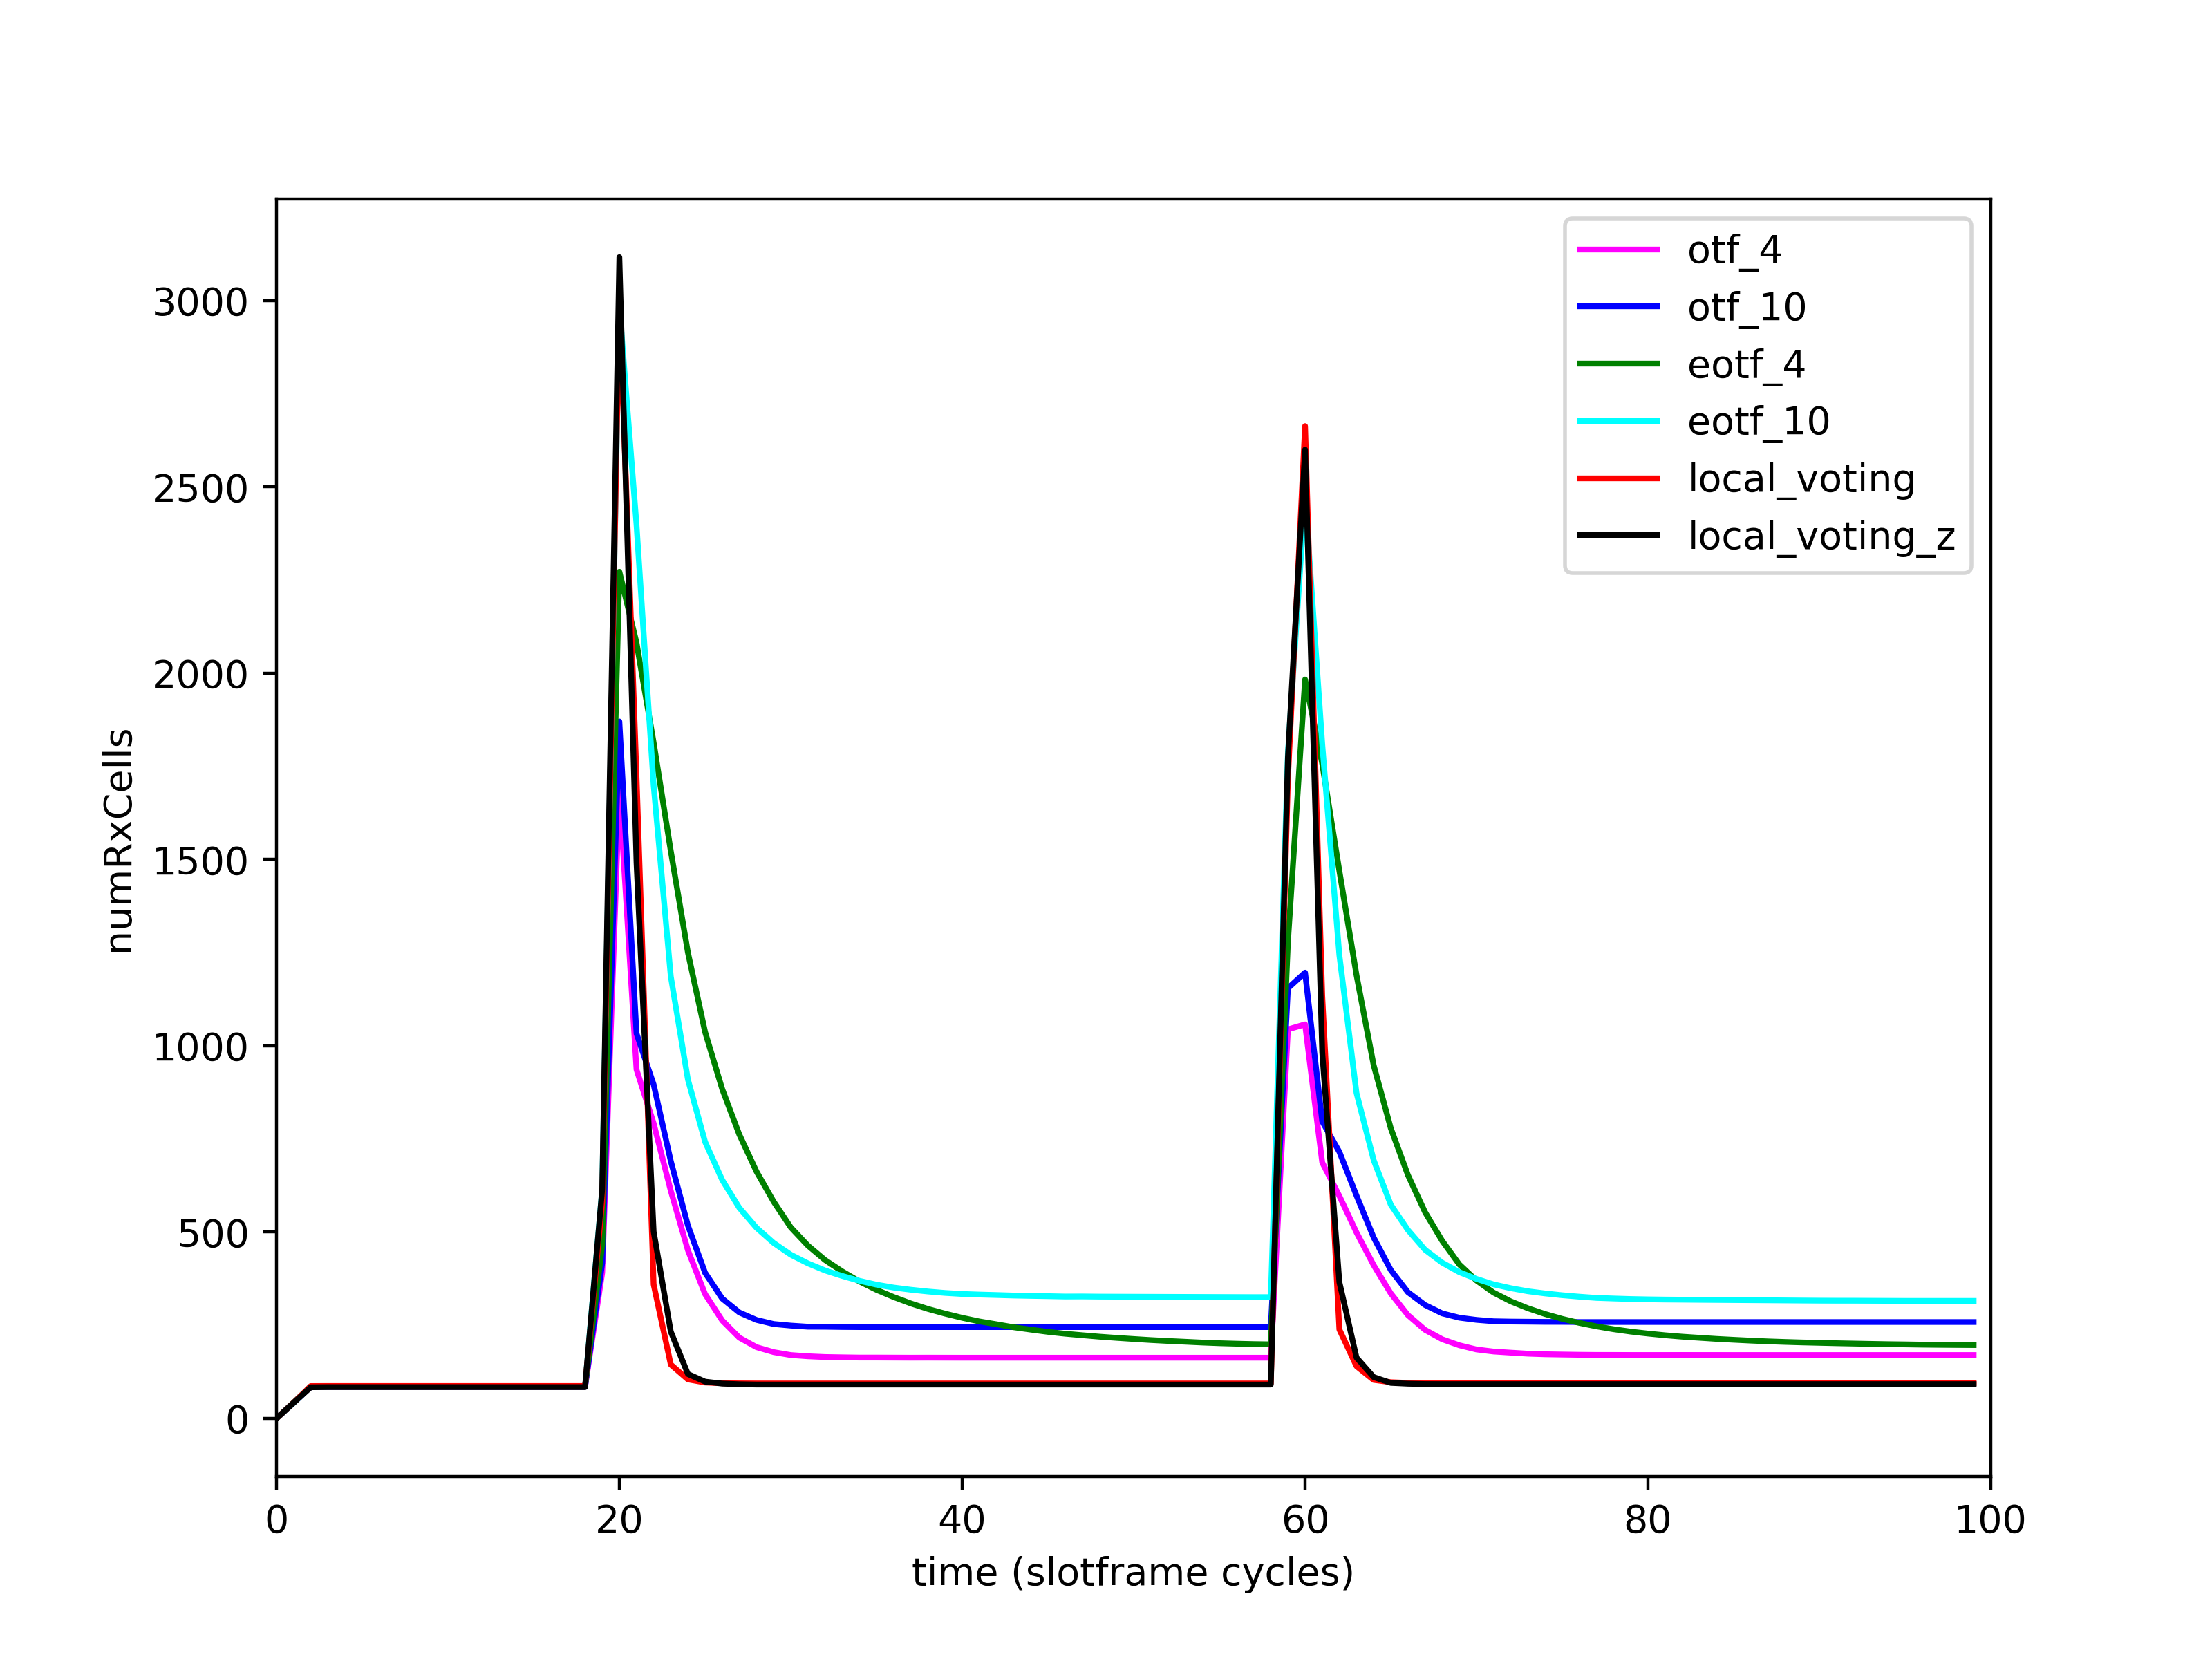 otf_4
otf_10
eotf_4
eotf_10
local_voting
local_voting_z
3000
2500
2000
1500
1000
500
0
numRxCells
0 20 40 60 80 100
time (slotframe cycles)